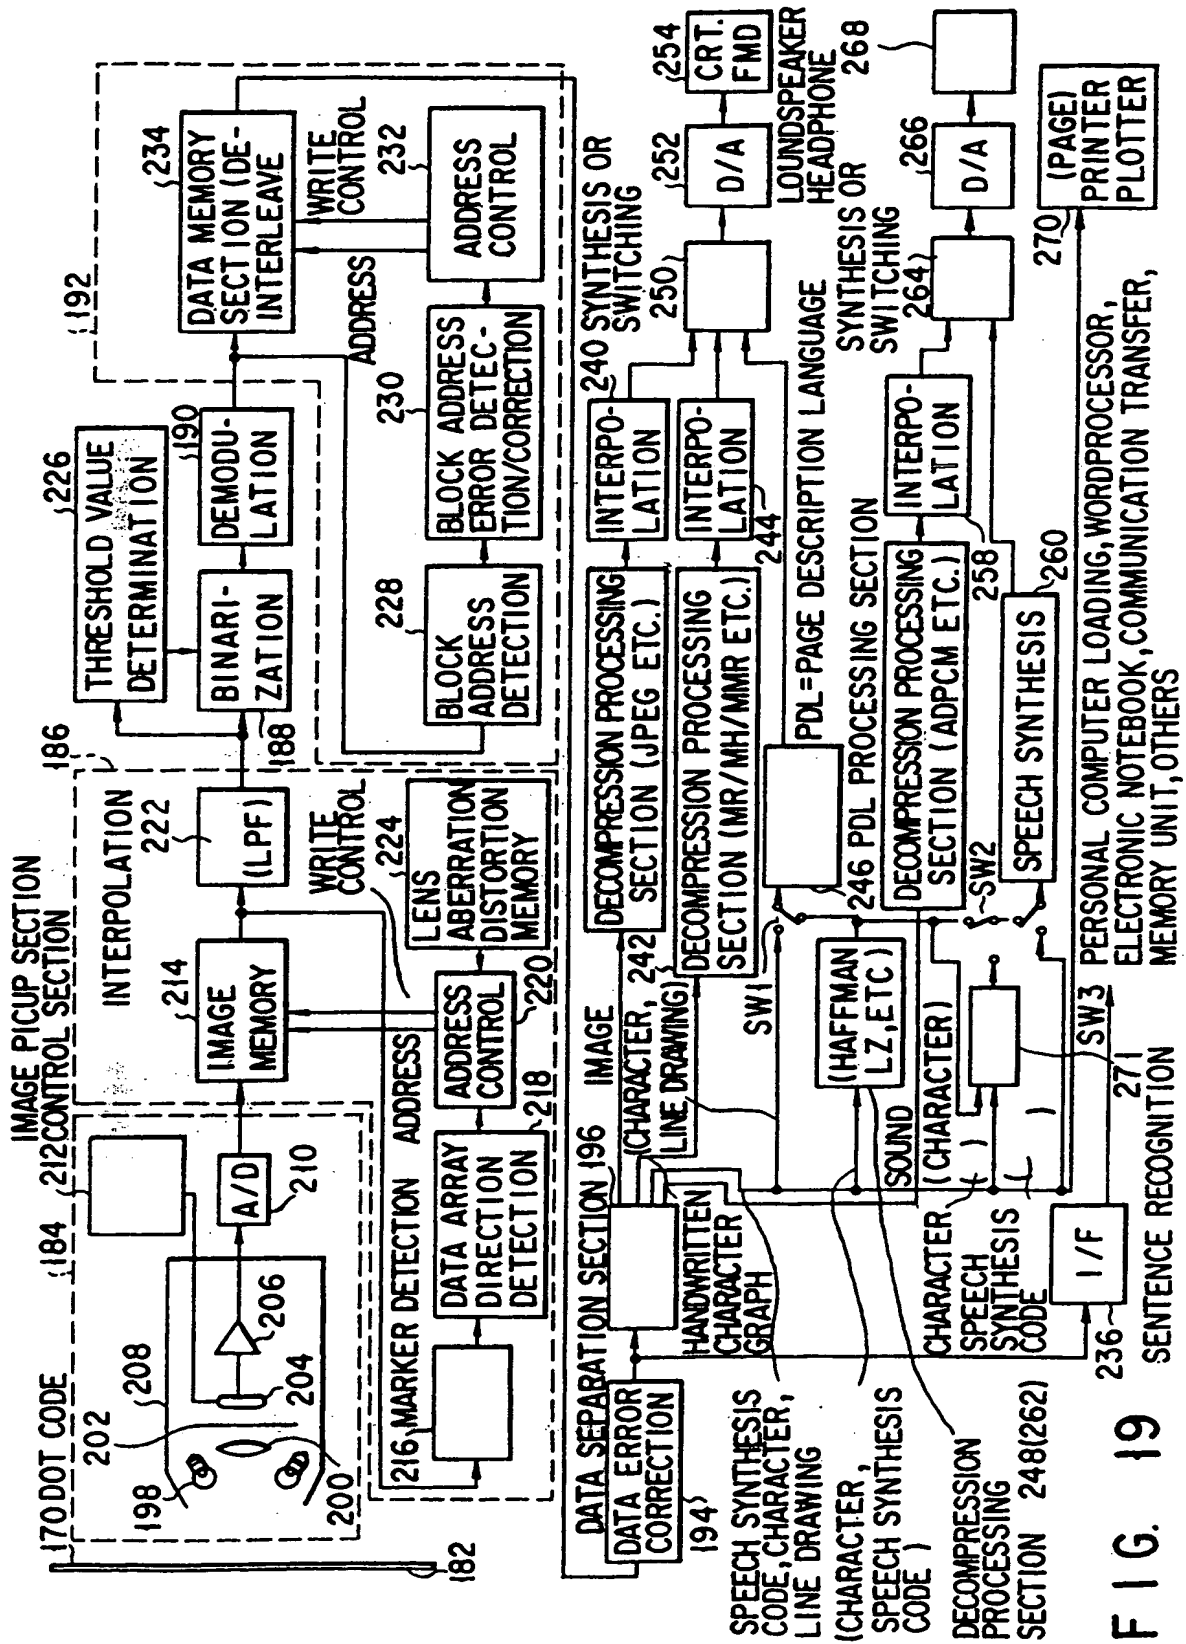 IMAGE PICUP SECTION
170 DOT CODE
184
212 CONTROL SECTION
186
192
INTERPOLATION
202
208
198
200
204
206
A/D
210
214
IMAGE
MEMORY
222
(LPF)
226
THRESHOLD VALUE
DETERMINATION
188
BINARI-
ZATION
190
DEMODU-
LATION
234
DATA MEMORY
SECTION (DE-
INTERLEAVE
WRITE
CONTROL
224
LENS
ABERRATION
DISTORTION
MEMORY
ADDRESS
WRITE
CONTROL
ADDRESS
182
216 MARKER DETECTION
DATA ARRAY
DIRECTION
DETECTION
218
ADDRESS
CONTROL
220
228
BLOCK
ADDRESS
DETECTION
230
BLOCK ADDRESS
ERROR DETEC-
TION/CORRECTION
232
ADDRESS
CONTROL
DATA SEPARATION SECTION 196
DATA ERROR
CORRECTION
194
HANDWRITTEN
CHARACTER
GRAPH
IMAGE
(CHARACTER, 242
LINE DRAWING)
DECOMPRESSION PROCESSING
SECTION (JPEG ETC.)
DECOMPRESSION PROCESSING
SECTION (MR/MH/MMR ETC.)
INTERPO-
LATION
240
INTERPO-
LATION
244
SYNTHESIS OR
SWITCHING
250
252
D/A
254
CRT.
FMD
LOUNDSPEAKER
HEADPHONE
SW1
PDL=PAGE DESCRIPTION LANGUAGE
246 PDL PROCESSING SECTION
(HAFFMAN
LZ,ETC)
SOUND
DECOMPRESSION PROCESSING
SECTION (ADPCM ETC.)
INTERPO-
LATION
258
SYNTHESIS OR
SWITCHING
264
266
D/A
268
SW2
(CHARACTER)
SPEECH SYNTHESIS
260
SPEECH SYNTHESIS
CODE,CHARACTER,
LINE DRAWING
(CHARACTER,
SPEECH SYNTHESIS
CODE)
CHARACTER ( )
SPEECH
SYNTHESIS
CODE
( )
DECOMPRESSION
PROCESSING
SECTION 248(262)
236
I/F
271
SENTENCE RECOGNITION
SW3
270
(PAGE)
PRINTER
PLOTTER
PERSONAL COMPUTER LOADING,WORDPROCESSOR,
ELECTRONIC NOTEBOOK,COMMUNICATION TRANSFER,
MEMORY UNIT,OTHERS
FIG. 19